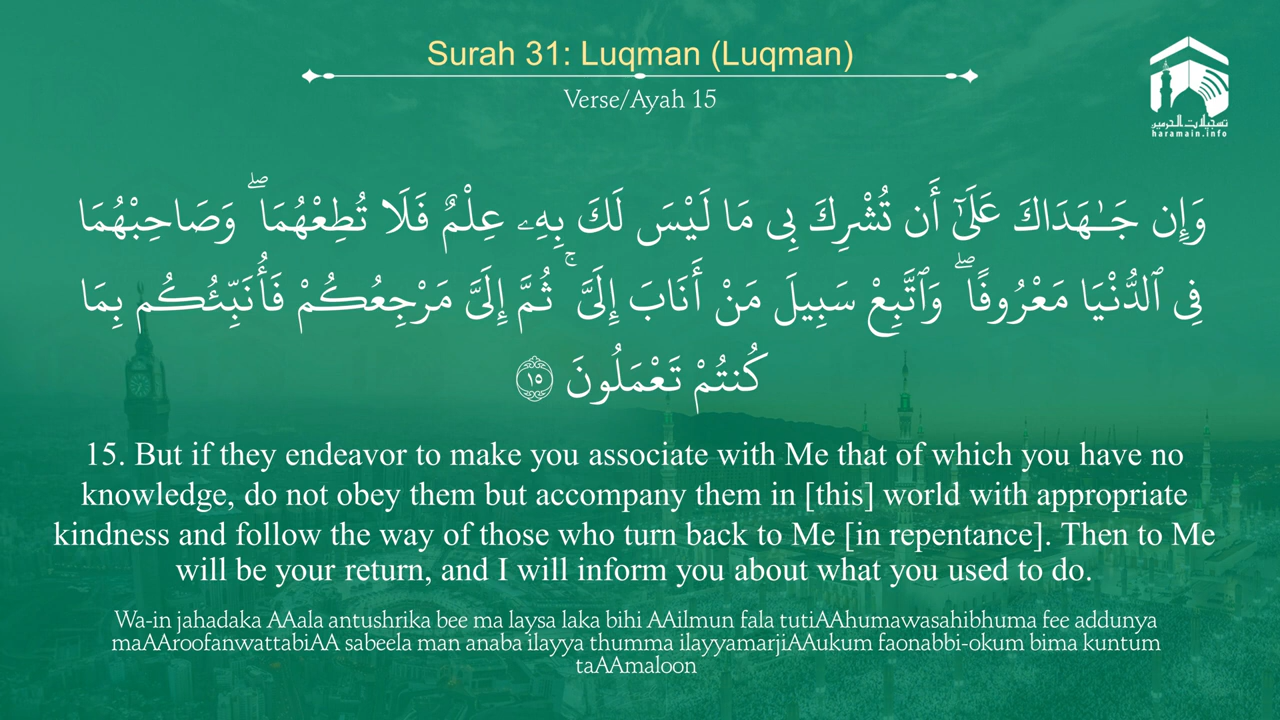 Surah 31: Luqman (Luqman)
Verse/Ayah 15
تسجيلات الحرمين
haramain.info
وَإِن جَـٰهَدَاكَ عَلَىٰٓ أَن تُشْرِكَ بِى مَا لَيْسَ لَكَ بِهِۦ عِلْمٌ فَلَا تُطِعْهُمَا ۖ وَصَاحِبْهُمَا
فِى ٱلدُّنْيَا مَعْرُوفًا ۖ وَٱتَّبِعْ سَبِيلَ مَنْ أَنَابَ إِلَىَّ ۚ ثُمَّ إِلَىَّ مَرْجِعُكُمْ فَأُنَبِّئُكُم بِمَا
كُنتُمْ تَعْمَلُونَ ١٥
15. But if they endeavor to make you associate with Me that of which you have no
knowledge, do not obey them but accompany them in [this] world with appropriate
kindness and follow the way of those who turn back to Me [in repentance]. Then to Me
will be your return, and I will inform you about what you used to do.
Wa-in jahadaka AAala antushrika bee ma laysa laka bihi AAilmun fala tutiAAhumawasahibhuma fee addunya
maAAroofanwattabiAA sabeela man anaba ilayya thumma ilayyamarjiAAukum faonabbi-okum bima kuntum
taAAmaloon